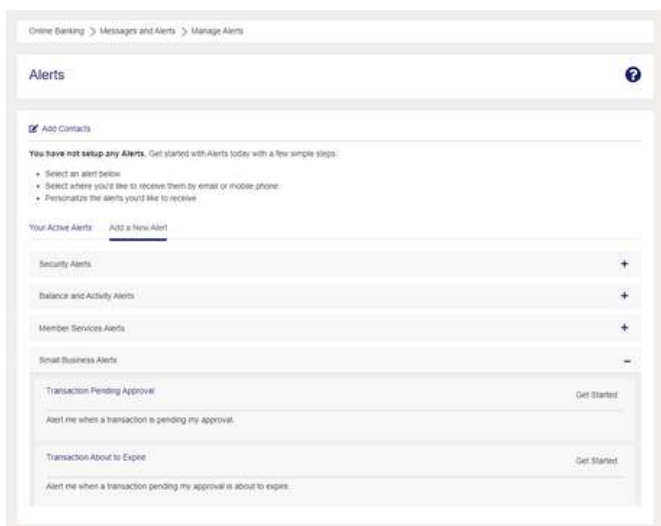 Online Banking > Messages and Alerts > Manage Alerts
Alerts
?
Add Contacts
You have not setup any Alerts. Get started with Alerts today with a few simple steps:
• Select an alert below
• Select where you'd like to receive them by email or mobile phone
• Personalize the alerts you'd like to receive
Your Active Alerts Add a New Alert
Security Alerts +
Balance and Activity Alerts +
Member Services Alerts +
Small Business Alerts −
Transaction Pending Approval Get Started
Alert me when a transaction is pending my approval.
Transaction About to Expire Get Started
Alert me when a transaction pending my approval is about to expire.